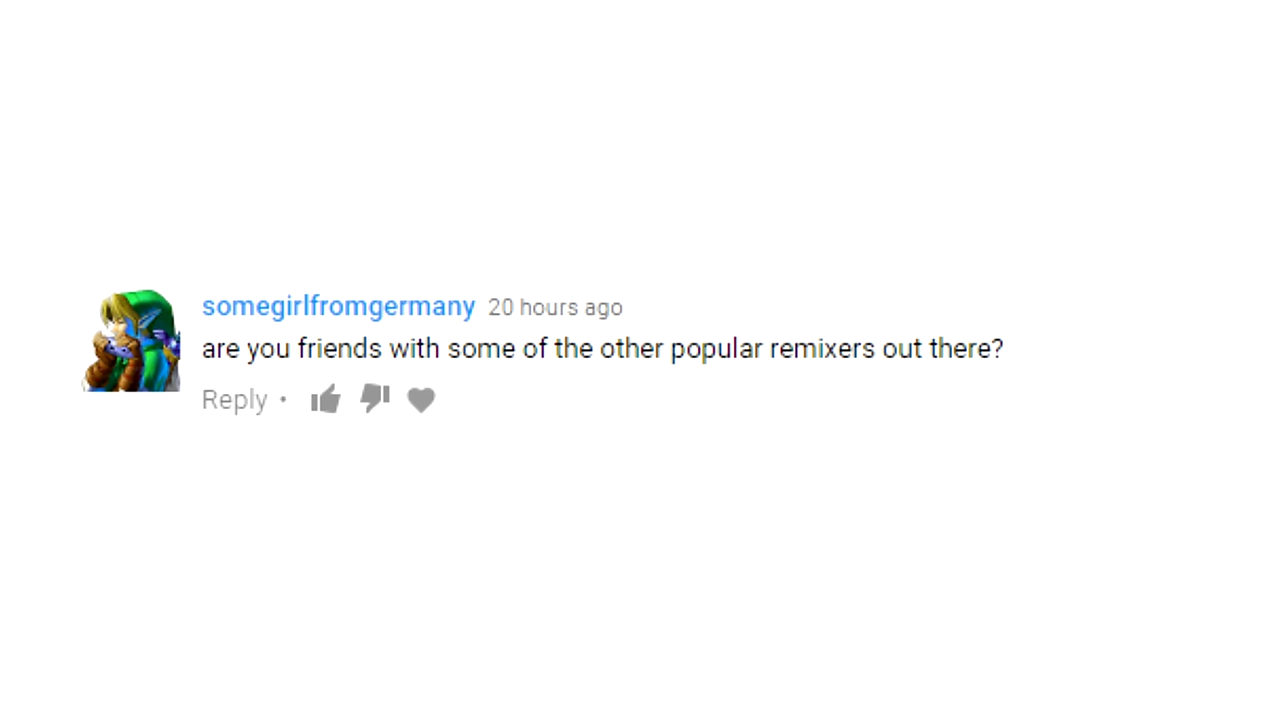 somegirlfromgermany 20 hours ago
are you friends with some of the other popular remixers out there?
Reply •